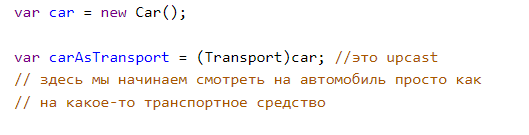 var car = new Car();
var carAsTransport = (Transport)car; //это upcast
// здесь мы начинаем смотреть на автомобиль просто как
// на какое-то транспортное средство